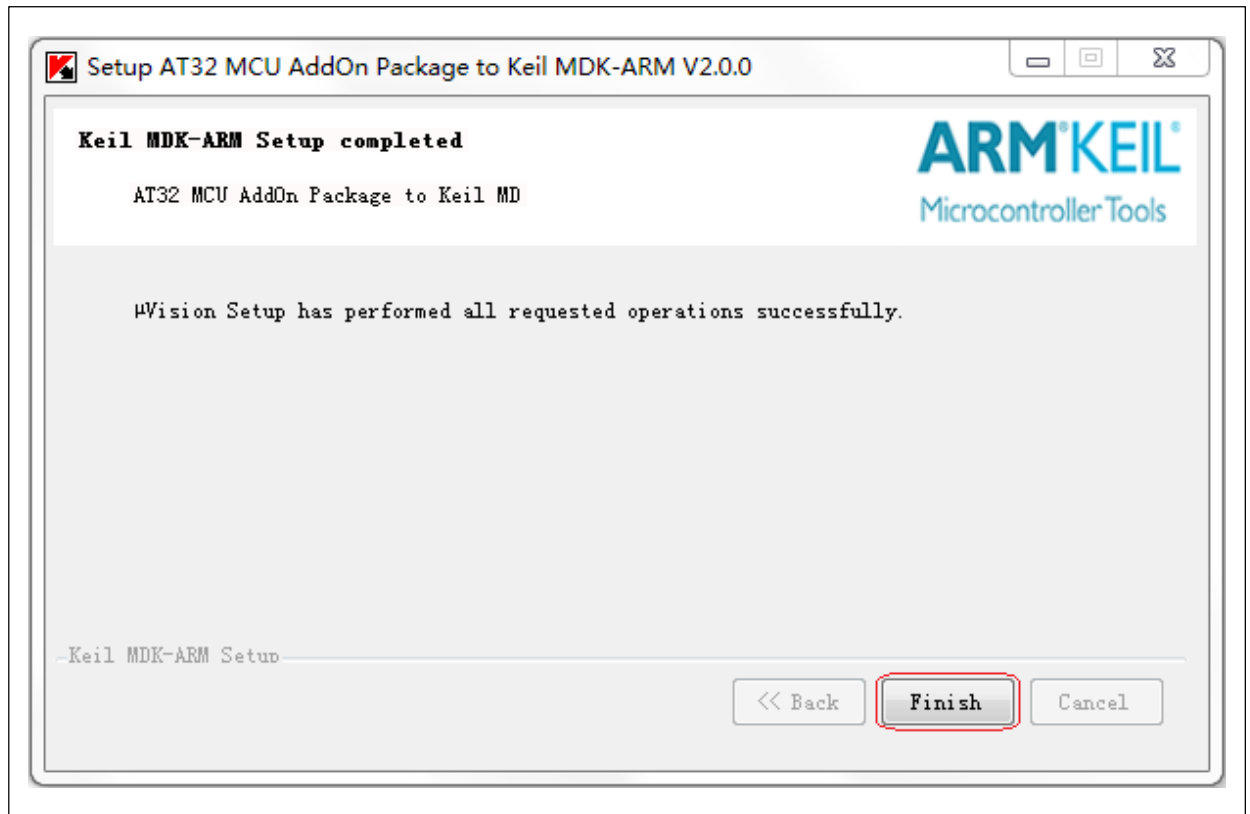 Setup AT32 MCU AddOn Package to Keil MDK-ARM V2.0.0
Keil MDK-ARM Setup completed
AT32 MCU AddOn Package to Keil MD
ARM®KEIL®
Microcontroller Tools
µVision Setup has performed all requested operations successfully.
Keil MDK-ARM Setup
<< Back
Finish
Cancel